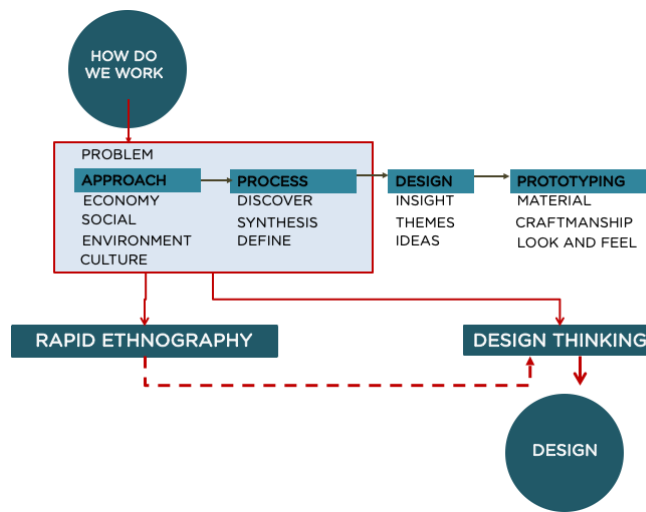 HOW DO
WE WORK
PROBLEM
APPROACH
ECONOMY
SOCIAL
ENVIRONMENT
CULTURE
PROCESS
DISCOVER
SYNTHESIS
DEFINE
DESIGN
INSIGHT
THEMES
IDEAS
PROTOTYPING
MATERIAL
CRAFTMANSHIP
LOOK AND FEEL
RAPID ETHNOGRAPHY
DESIGN THINKING
DESIGN